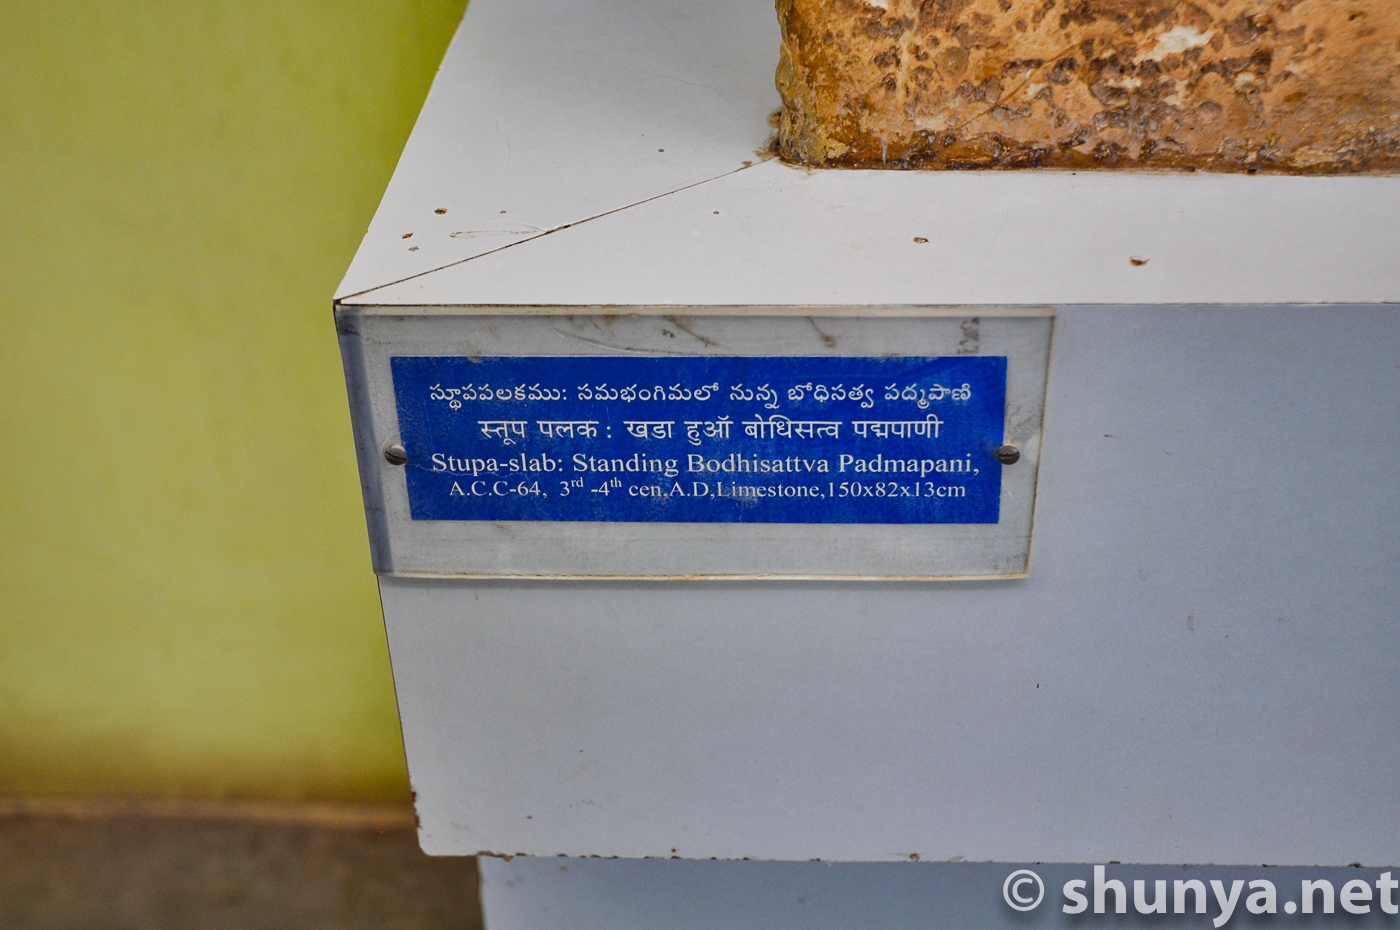 స్థూపపలకము: సమభంగిమలో నున్న బోధిసత్వ పద్మపాణి
स्तूप पलक : खडा हुऑ बोधिसत्व पद्मपाणी
Stupa-slab: Standing Bodhisattva Padmapani,
A.C.C-64, 3rd -4th cen,A.D,Limestone,150x82x13cm
© shunya.net